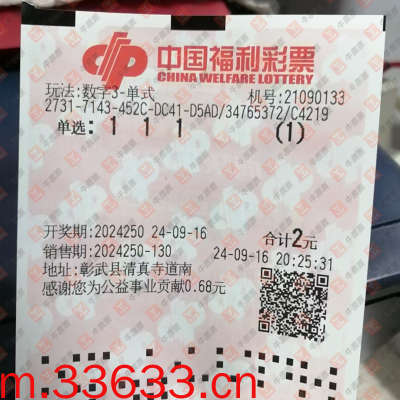 中国福利彩票
CHINA WELFARE LOTTERY
玩法:数字3-单式 机号:21090133
2731-7143-452C-DC41-D5AD/34765372/C4219
单选: 1 1 1 (1)
开奖期:2024250 24-09-16 合计2元
销售期:2024250-130 24-09-16 20:25:31
地址:彰武县清真寺道南
感谢您为公益事业贡献0.68元
m.33633.cn